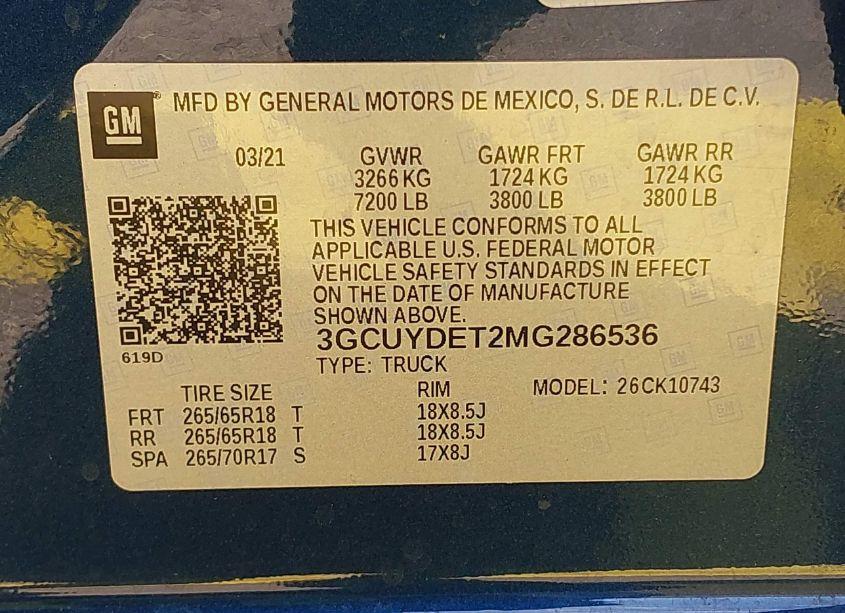 GM® MFD BY GENERAL MOTORS DE MEXICO, S. DE R.L. DE C.V.
03/21 GVWR GAWR FRT GAWR RR
3266 KG 1724 KG 1724 KG
7200 LB 3800 LB 3800 LB
THIS VEHICLE CONFORMS TO ALL
APPLICABLE U.S. FEDERAL MOTOR
VEHICLE SAFETY STANDARDS IN EFFECT
ON THE DATE OF MANUFACTURE
SHOWN ABOVE.
3GCUYDET2MG286536
619D
TYPE: TRUCK
TIRE SIZE RIM MODEL: 26CK10743
FRT 265/65R18 T 18X8.5J
RR 265/65R18 T 18X8.5J
SPA 265/70R17 S 17X8J